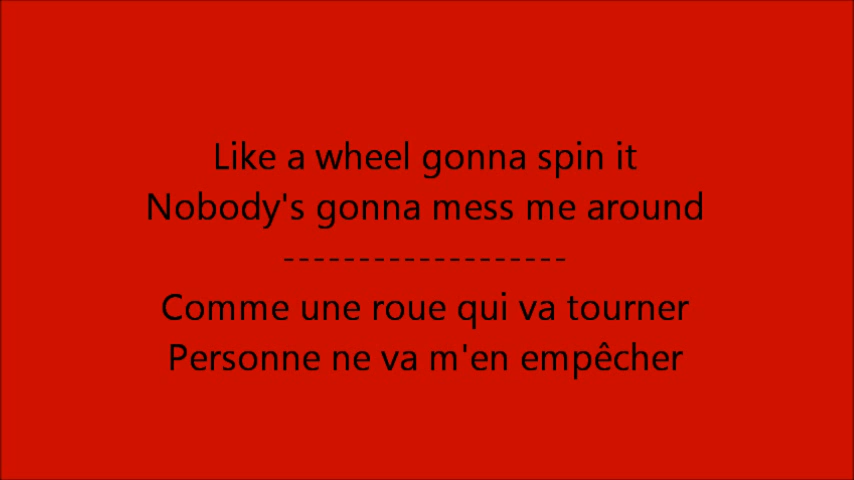 Like a wheel gonna spin it
Nobody's gonna mess me around
-------------------
Comme une roue qui va tourner
Personne ne va m'en empêcher